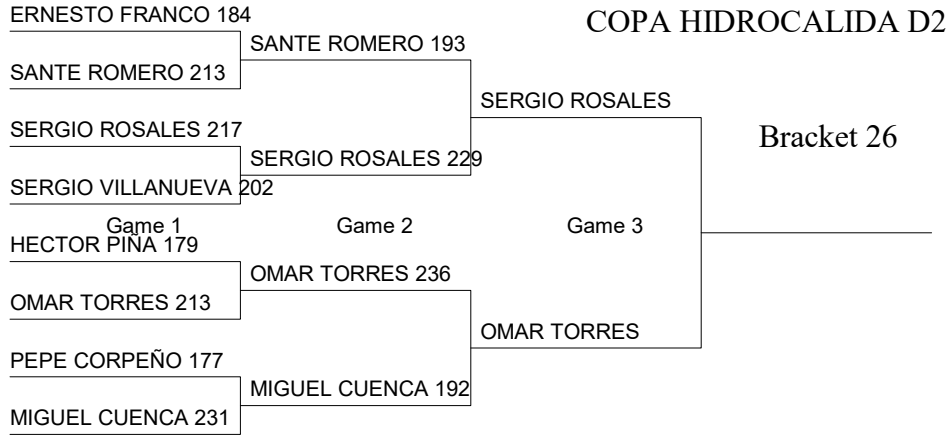 ERNESTO FRANCO 184
COPA HIDROCALIDA D2
SANTE ROMERO 193
SANTE ROMERO 213
SERGIO ROSALES
SERGIO ROSALES 217
Bracket 26
SERGIO ROSALES 229
SERGIO VILLANUEVA 202
Game 1
Game 2
Game 3
HECTOR PIÑA 179
OMAR TORRES 236
OMAR TORRES 213
OMAR TORRES
PEPE CORPEÑO 177
MIGUEL CUENCA 192
MIGUEL CUENCA 231